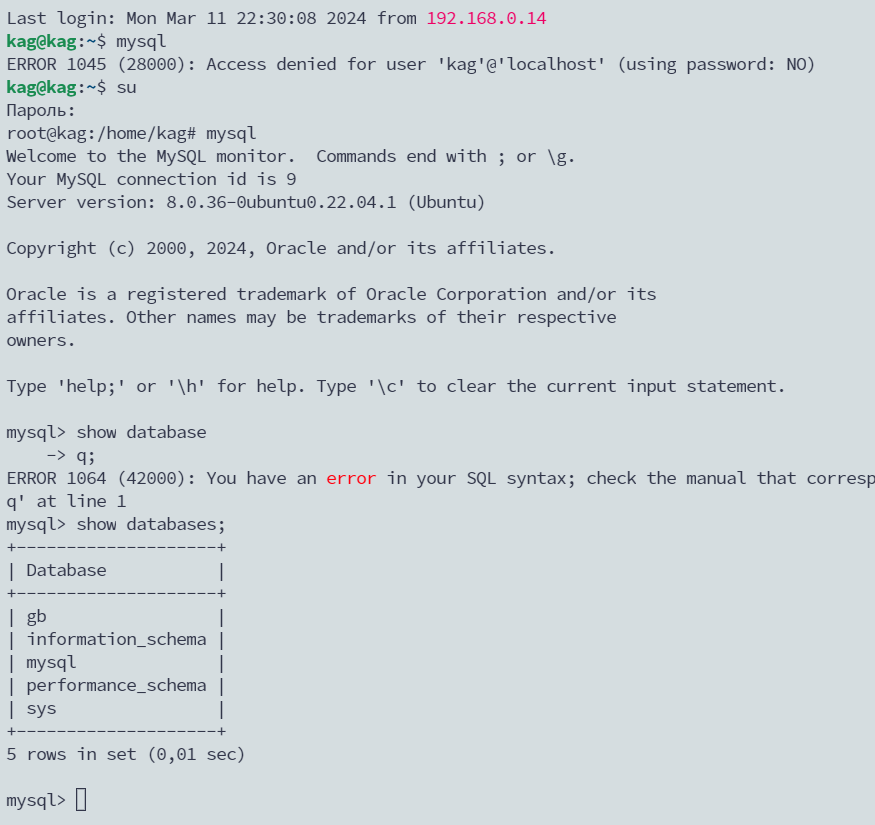 Last login: Mon Mar 11 22:30:08 2024 from 192.168.0.14
kag@kag:~$ mysql
ERROR 1045 (28000): Access denied for user 'kag'@'localhost' (using password: NO)
kag@kag:~$ su
Пароль:
root@kag:/home/kag# mysql
Welcome to the MySQL monitor.  Commands end with ; or \g.
Your MySQL connection id is 9
Server version: 8.0.36-0ubuntu0.22.04.1 (Ubuntu)

Copyright (c) 2000, 2024, Oracle and/or its affiliates.

Oracle is a registered trademark of Oracle Corporation and/or its
affiliates. Other names may be trademarks of their respective
owners.

Type 'help;' or '\h' for help. Type '\c' to clear the current input statement.

mysql> show database
    -> q;
ERROR 1064 (42000): You have an error in your SQL syntax; check the manual that corresp
q' at line 1
mysql> show databases;
+--------------------+
| Database           |
+--------------------+
| gb                 |
| information_schema |
| mysql              |
| performance_schema |
| sys                |
+--------------------+
5 rows in set (0,01 sec)

mysql>